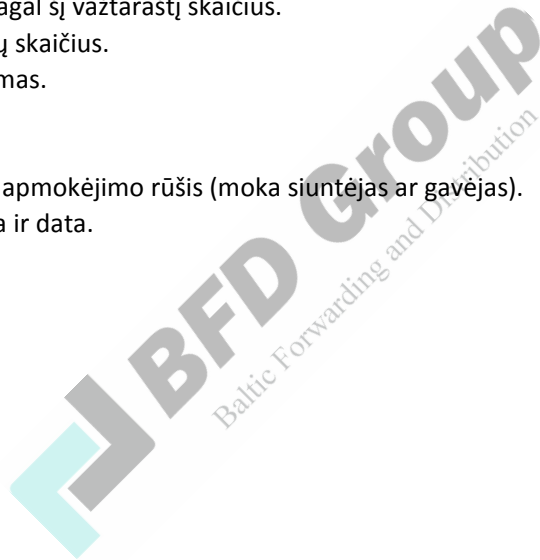 agal šį važtaraštį skaičius.
ų skaičius.
mas.
apmokėjimo rūšis (moka siuntėjas ar gavėjas).
a ir data.
BFD Group
Baltic Forwarding and Distribution